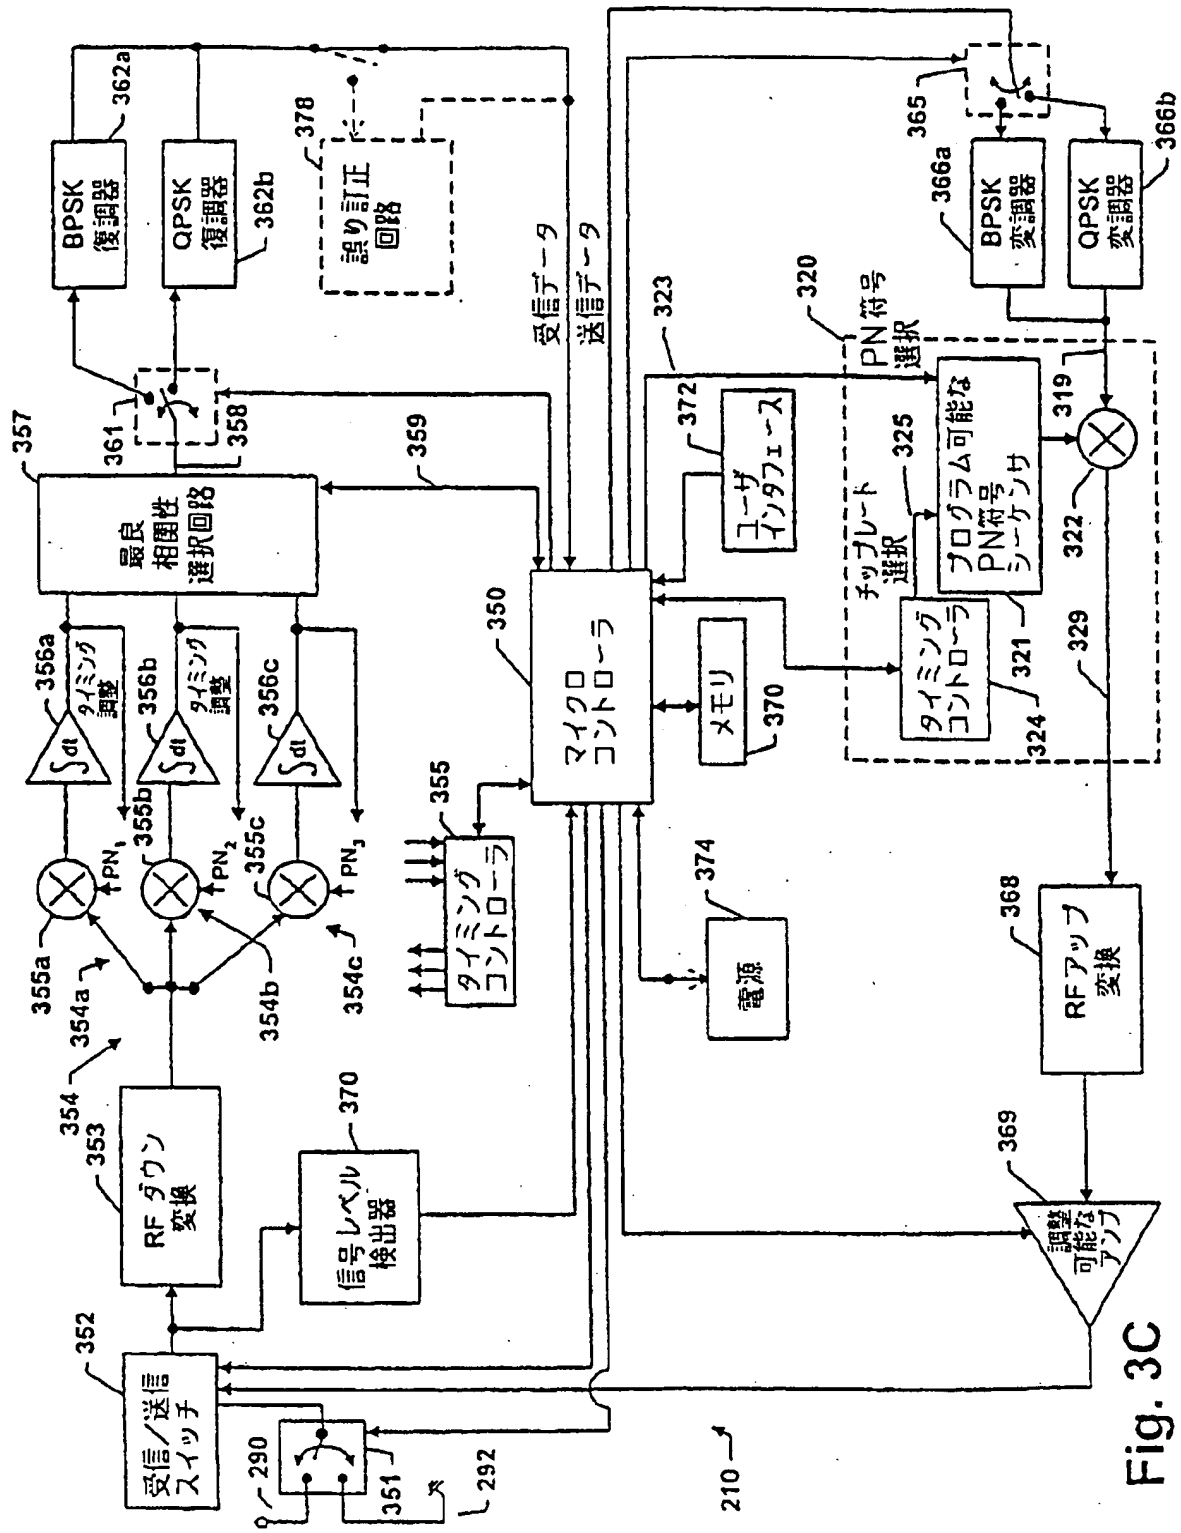 290
292
351
受信／送信
スイッチ
352
RFダウン
変換
353
354
信号レベル
検出器
370
354a
354b
354c
355a
355b
355c
PN1
PN2
PN3
∫dt
356a
∫dt
356b
∫dt
356c
タイミング
調整
タイミング
調整
最良
相関性
選択回路
357
358
359
361
BPSK
復調器
362a
QPSK
復調器
362b
誤り訂正
回路
378
受信データ
送信データ
タイミング
コントローラ
355
マイクロ
コントローラ
350
電源
374
メモリ
370
ユーザ
インタフェース
372
323
365
BPSK
変調器
366a
QPSK
変調器
366b
320
PN符号
選択
チップレート
選択
325
プログラム可能な
PN符号
シーケンサ
321
タイミング
コントローラ
324
319
322
329
RFアップ
変換
368
調整
可能な
アンプ
369
210
Fig. 3C